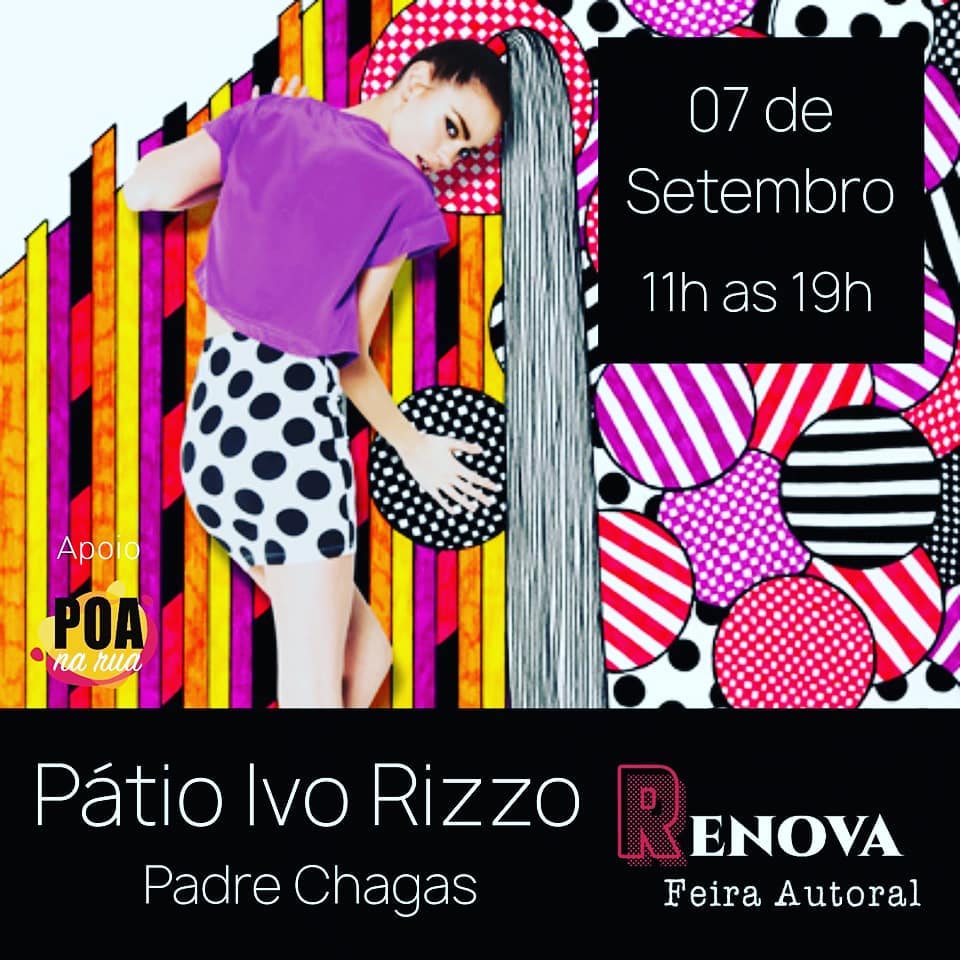 07 de
Setembro
11h as 19h
Apoio
POA
na rua
Pátio Ivo Rizzo
Padre Chagas
RENOVA
Feira Autoral